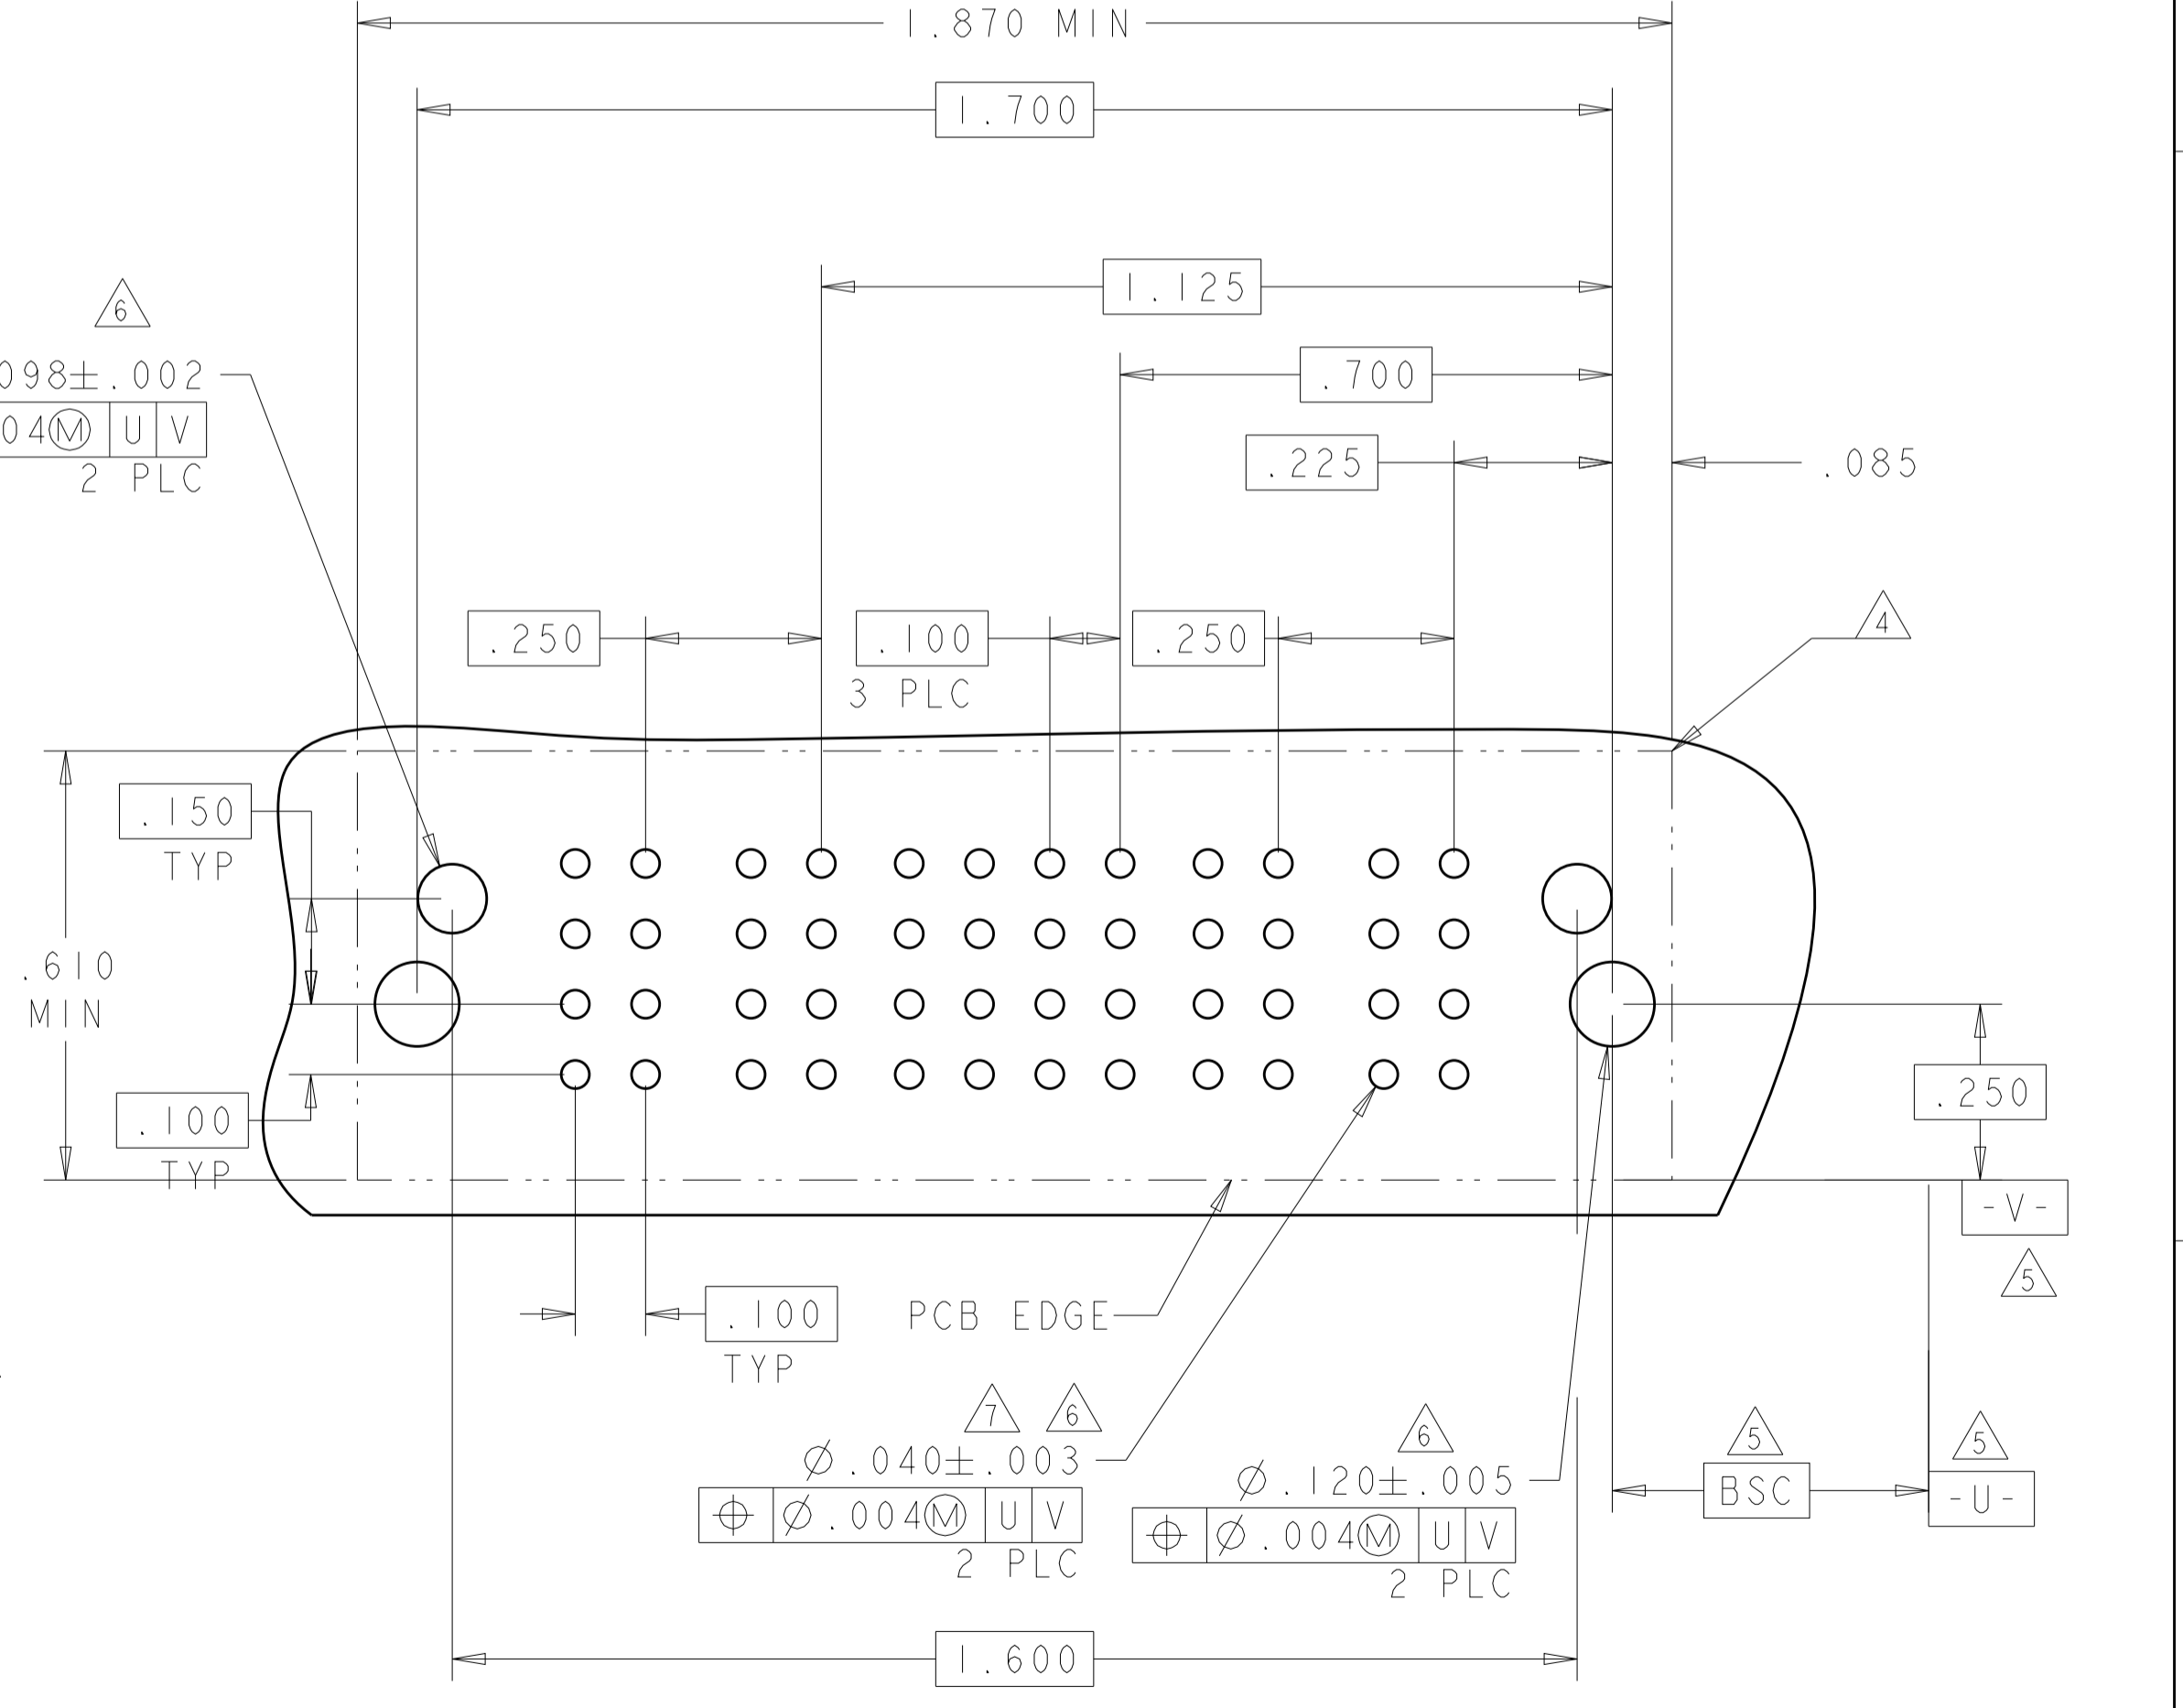 1.870 MIN
1.700
1.125
6
.700
098±.002
04Ⓜ U V
2 PLC
.225
.085
4
.250
.100
3 PLC
.250
.150
TYP
.610
MIN
.250
.100
TYP
-V-
5
.100
TYP
PCB EDGE
7 6
6
5
5
⌀.040±.003
⌀.120±.005
BSC
-U-
⌖ ⌀.004Ⓜ U V
2 PLC
⌖ ⌀.004Ⓜ U V
2 PLC
1.600